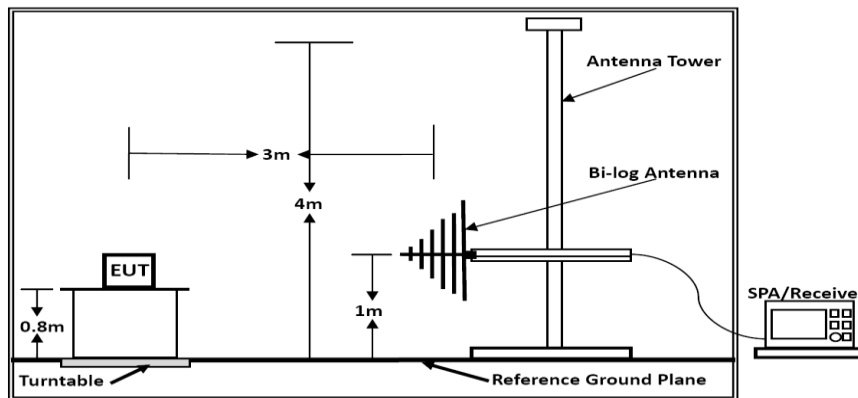 Antenna Tower
3m
Bi-log Antenna
4m
EUT
SPA/Receive
1m
0.8m
Turntable
Reference Ground Plane